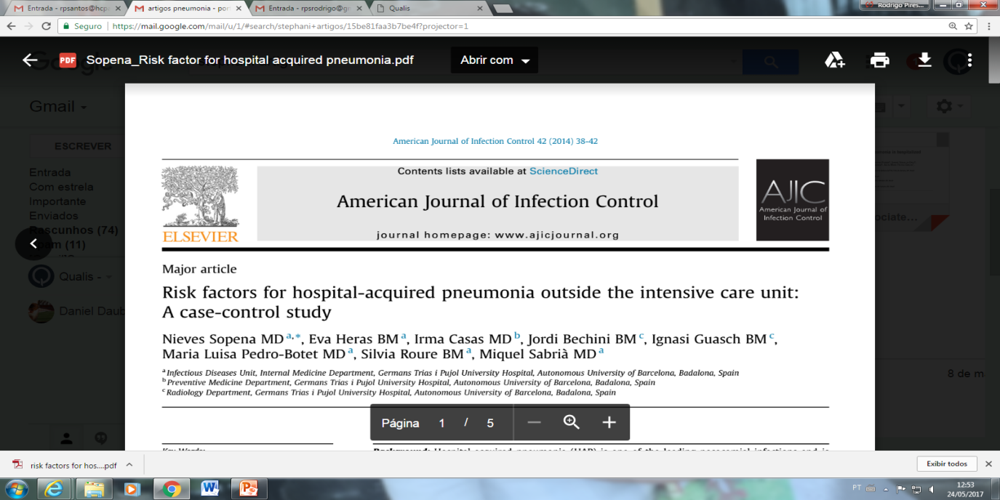 Entrada - rpsantos@hcp
artigos pneumonia - por
Entrada - rpsrodrigo@g
Qualis
Rodrigo Pires...
Seguro
https://mail.google.com/mail/u/1/#search/stephani+artigos/15be81faa3b7be4f?projector=1
PDF Sopena_Risk factor for hospital acquired pneumonia.pdf
Abrir com
Gmail
ESCREVER
Entrada
Com estrela
Importante
Enviados
Rascunhos (74)
(11)
Qualis -
Daniel Daub
8 de m
American Journal of Infection Control 42 (2014) 38-42
Contents lists available at ScienceDirect
American Journal of Infection Control
journal homepage: www.ajicjournal.org
ELSEVIER
AJIC
American Journal of
Infection Control
Major article
Risk factors for hospital-acquired pneumonia outside the intensive care unit:
A case-control study
Nieves Sopena MD a,*, Eva Heras BM a, Irma Casas MD b, Jordi Bechini BM c, Ignasi Guasch BM c,
Maria Luisa Pedro-Botet MD a, Silvia Roure BM a, Miquel Sabrià MD a
a Infectious Diseases Unit, Internal Medicine Department, Germans Trias i Pujol University Hospital, Autonomous University of Barcelona, Badalona, Spain
b Preventive Medicine Department, Germans Trias i Pujol University Hospital, Autonomous University of Barcelona, Badalona, Spain
c Radiology Department, Germans Trias i Pujol University Hospital, Autonomous University of Barcelona, Badalona, Spain
Página 1 / 5
risk factors for hos....pdf
Exibir todos
PT
12:53
24/05/2017